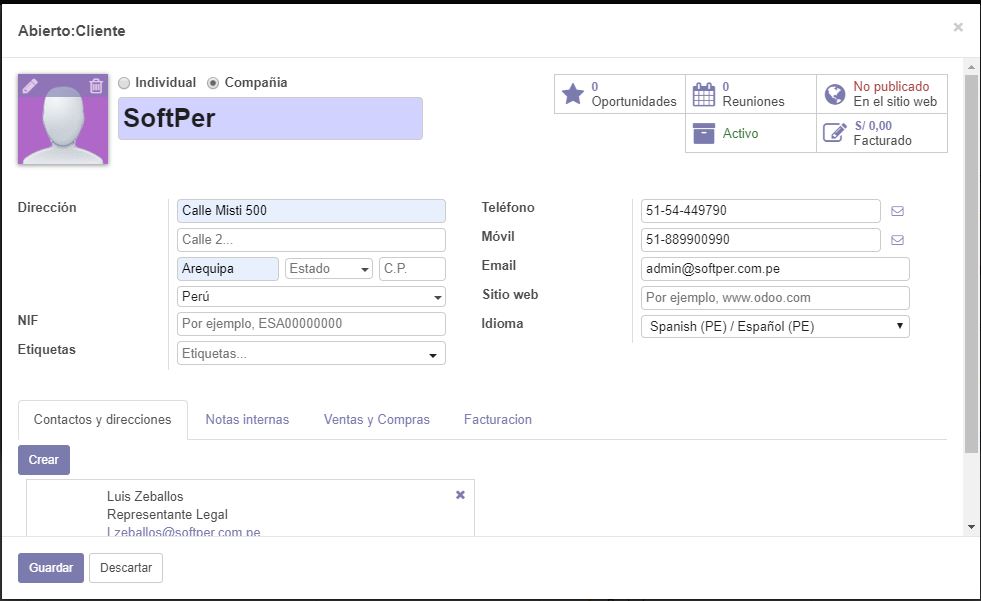 Abierto:Cliente
×
Individual Compañia
SoftPer
0
Oportunidades
0
Reuniones
No publicado
En el sitio web
Activo
S/ 0,00
Facturado
Dirección
Calle Misti 500
Calle 2...
Arequipa
Estado
C.P.
Perú
NIF
Por ejemplo, ESA00000000
Etiquetas
Etiquetas...
Teléfono
51-54-449790
Móvil
51-889900990
Email
admin@softper.com.pe
Sitio web
Por ejemplo, www.odoo.com
Idioma
Spanish (PE) / Español (PE)
Contactos y direcciones
Notas internas
Ventas y Compras
Facturacion
Crear
Luis Zeballos
Representante Legal
Lzeballos@softper.com.pe
Guardar
Descartar